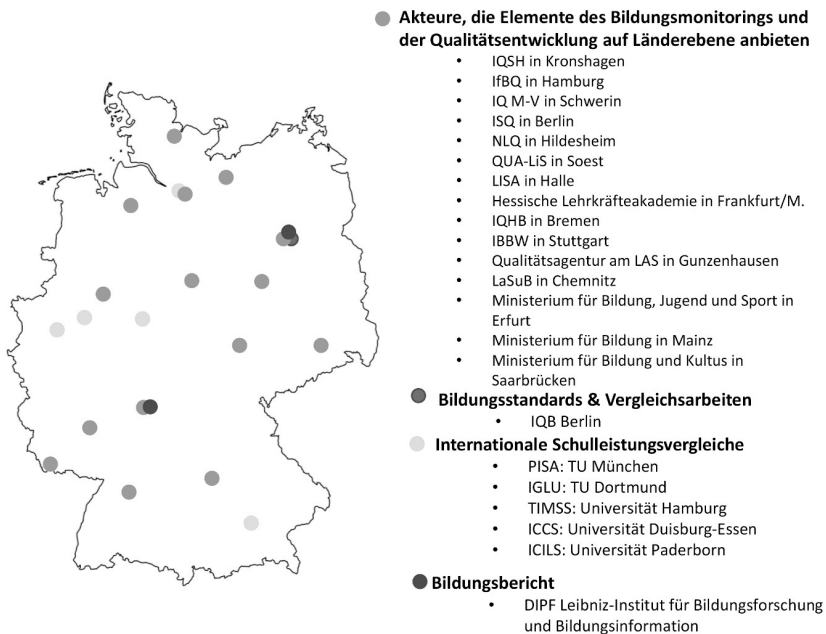 Akteure, die Elemente des Bildungsmonitorings und
der Qualitätsentwicklung auf Länderebene anbieten
• IQSH in Kronshagen
• IfBQ in Hamburg
• IQ M-V in Schwerin
• ISQ in Berlin
• NLQ in Hildesheim
• QUA-LiS in Soest
• LISA in Halle
• Hessische Lehrkräfteakademie in Frankfurt/M.
• IQHB in Bremen
• IBBW in Stuttgart
• Qualitätsagentur am LAS in Gunzenhausen
• LaSuB in Chemnitz
• Ministerium für Bildung, Jugend und Sport in
Erfurt
• Ministerium für Bildung in Mainz
• Ministerium für Bildung und Kultus in
Saarbrücken
Bildungsstandards & Vergleichsarbeiten
• IQB Berlin
Internationale Schulleistungsvergleiche
• PISA: TU München
• IGLU: TU Dortmund
• TIMSS: Universität Hamburg
• ICCS: Universität Duisburg-Essen
• ICILS: Universität Paderborn
Bildungsbericht
• DIPF Leibniz-Institut für Bildungsforschung
und Bildungsinformation